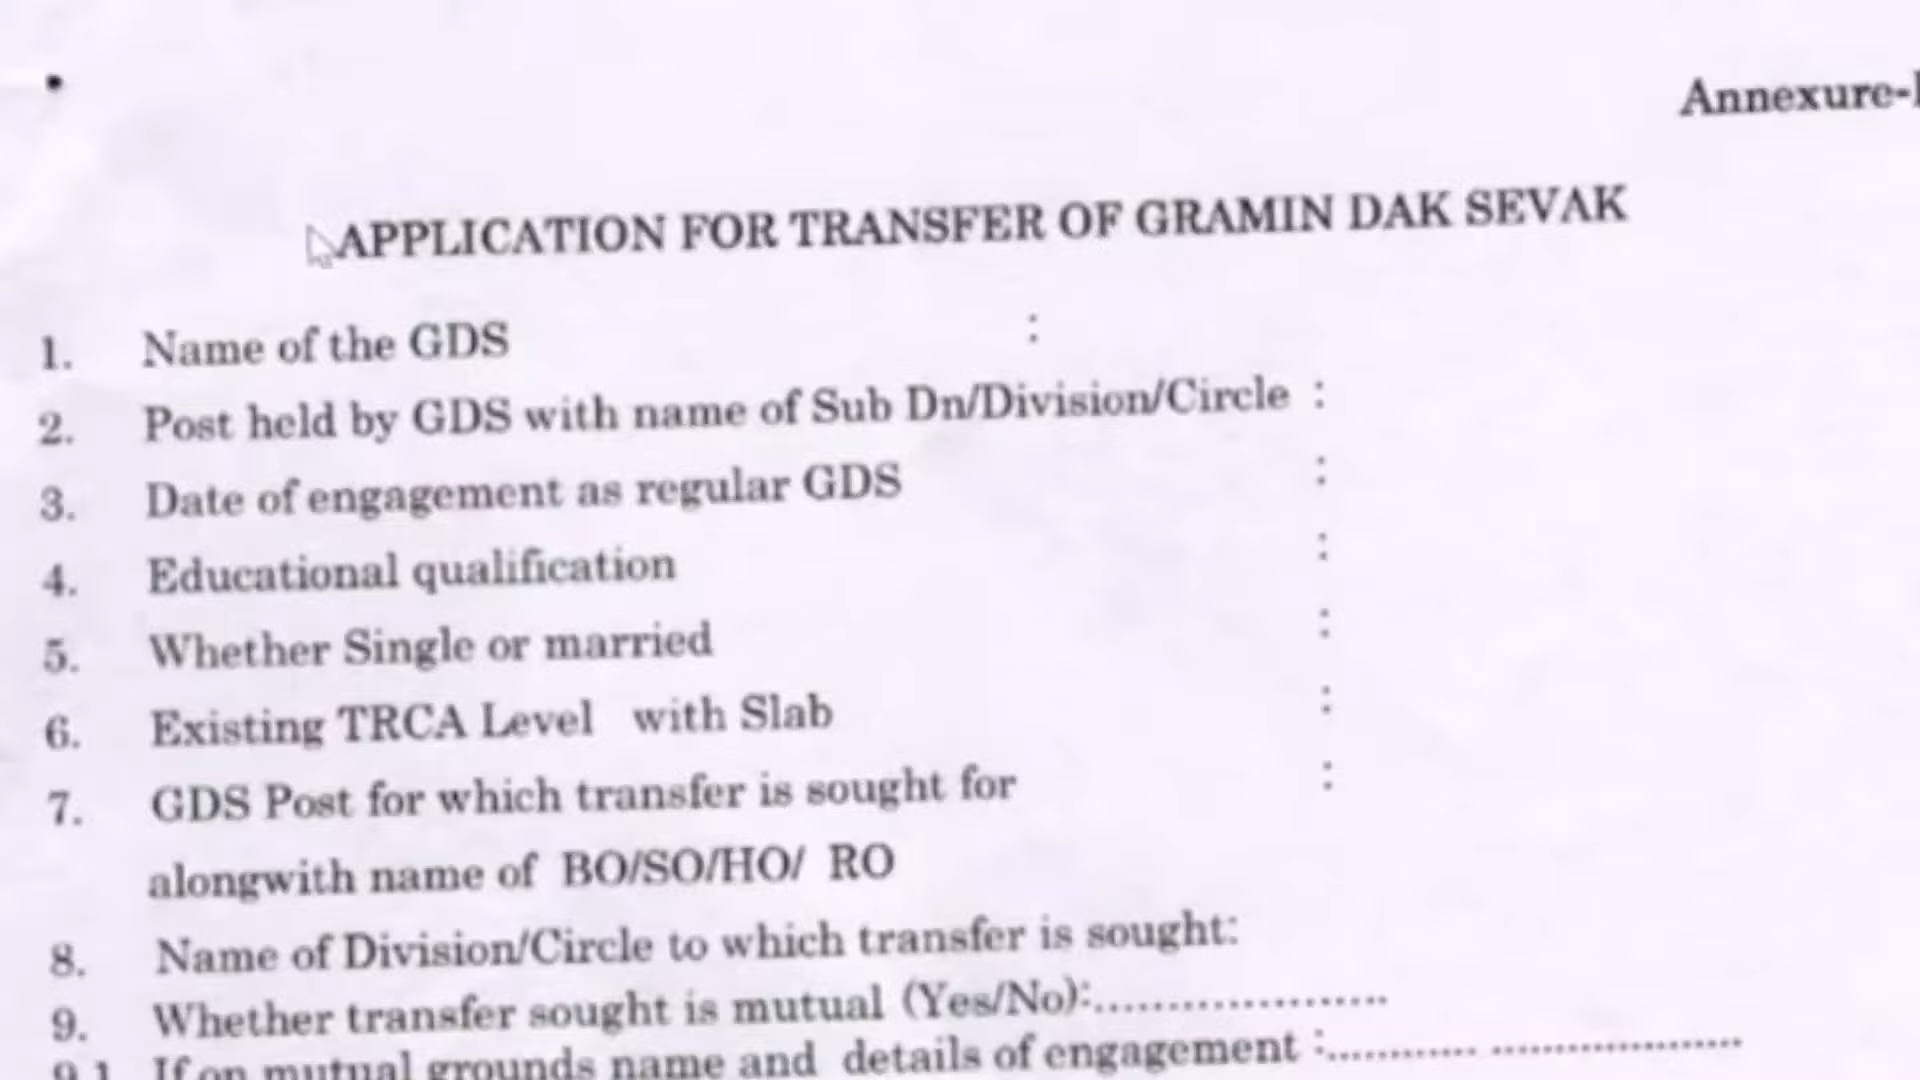 Annexure-I
APPLICATION FOR TRANSFER OF GRAMIN DAK SEVAK
1. Name of the GDS :
2. Post held by GDS with name of Sub Dn/Division/Circle :
3. Date of engagement as regular GDS :
4. Educational qualification :
5. Whether Single or married :
6. Existing TRCA Level with Slab :
7. GDS Post for which transfer is sought for :
alongwith name of BO/SO/HO/ RO
8. Name of Division/Circle to which transfer is sought:
9. Whether transfer sought is mutual (Yes/No):.....................
9.1 If on mutual grounds name and details of engagement :............ ....................